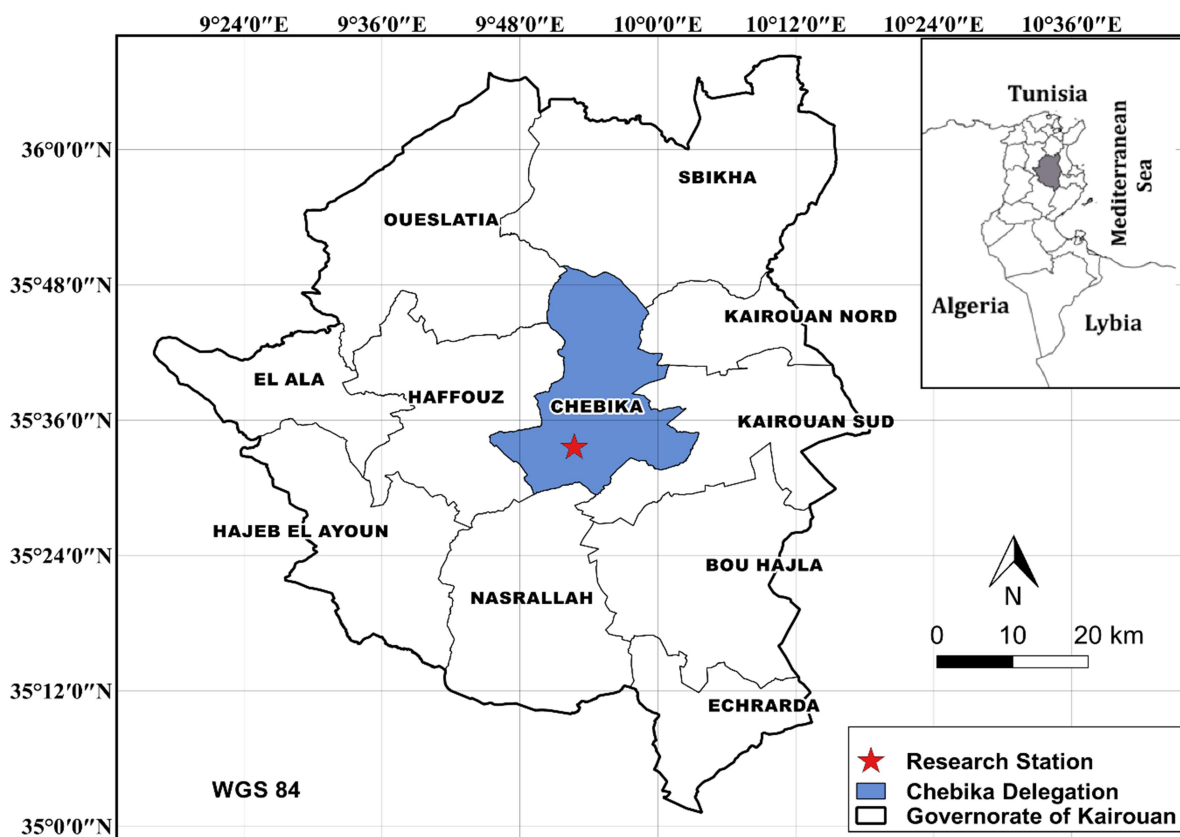 9°24′0″E 9°36′0″E 9°48′0″E 10°00″E 10°12′0″E 10°24′0″E 10°36′0″E
Tunisia
Mediterranean
Sea
Algeria
Lybia
36°0′0″N
35°48′0″N
35°36′0″N
35°24′0″N
35°12′0″N
35°0′0″N
SBIKHA
OUESLATIA
KAIROUAN NORD
EL ALA
HAFFOUZ
CHEBIKA
KAIROUAN SUD
HAJEB EL AYOUN
BOU HAJLA
NASRALLAH
ECHRARDA
N
0 10 20 km
WGS 84
Research Station
Chebika Delegation
Governorate of Kairouan